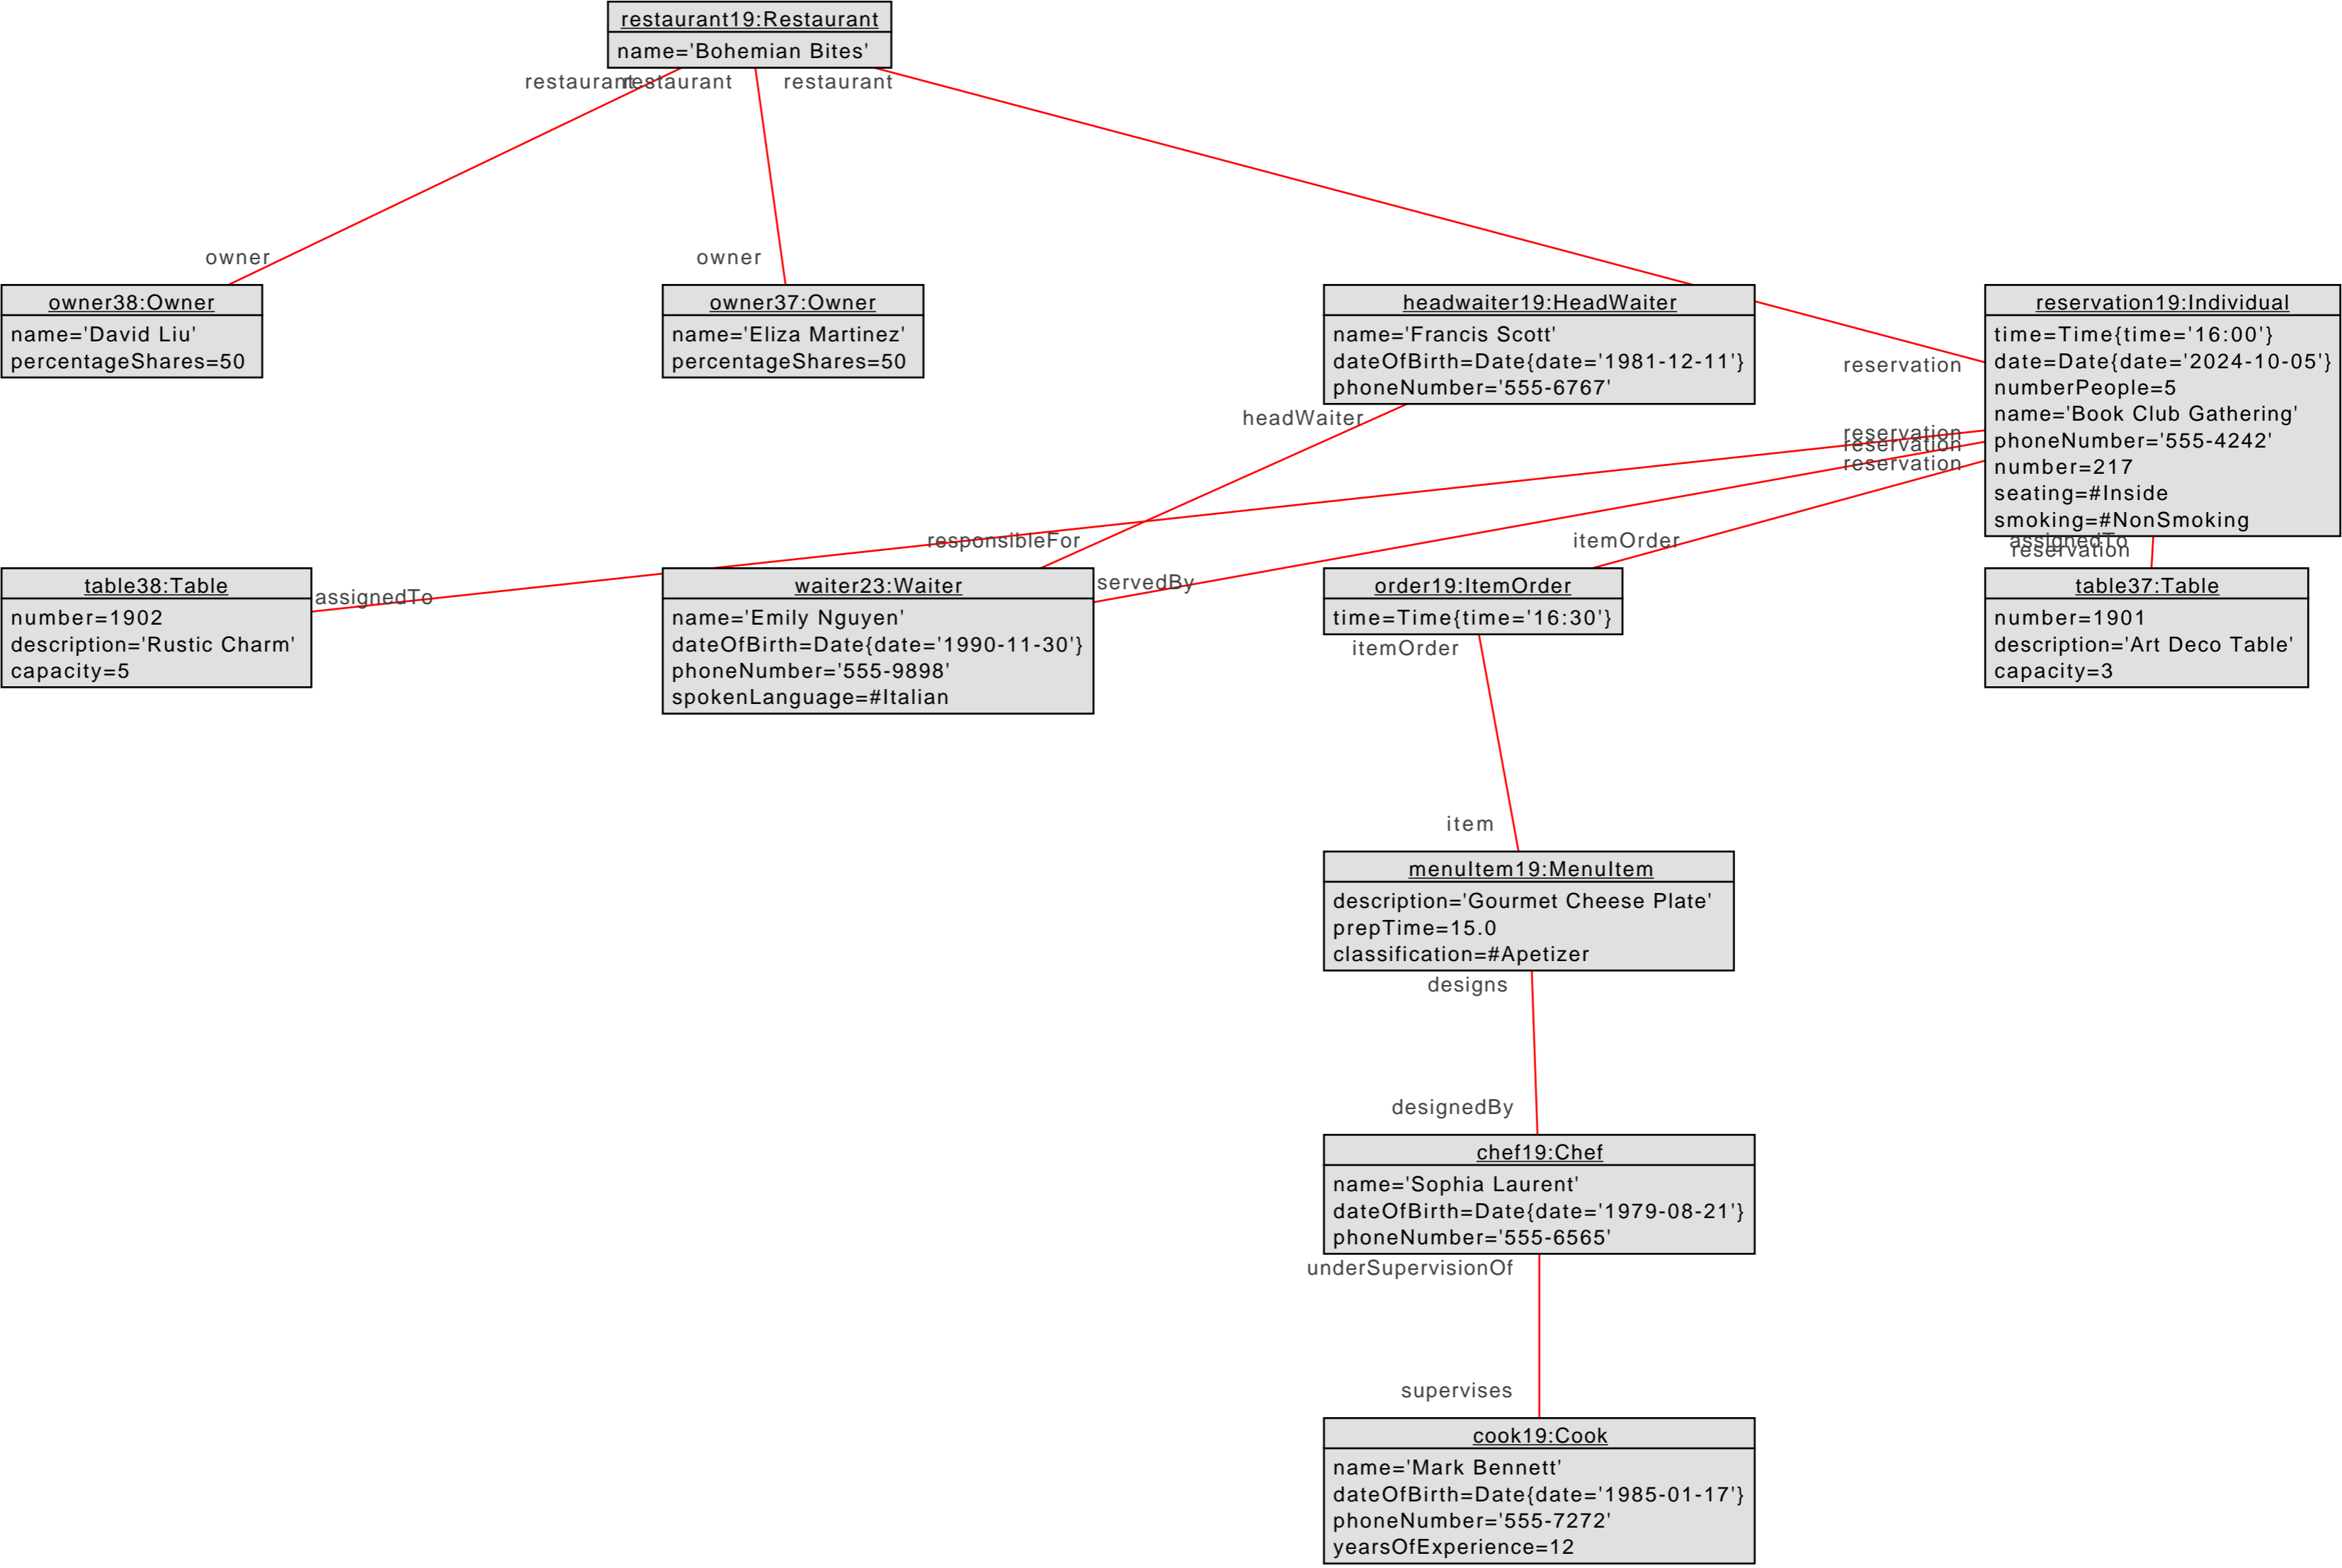 restaurant19:Restaurant
name='Bohemian Bites'
restaurant
restaurant
restaurant
owner
owner
owner38:Owner
name='David Liu'
percentageShares=50
owner37:Owner
name='Eliza Martinez'
percentageShares=50
headwaiter19:HeadWaiter
name='Francis Scott'
dateOfBirth=Date{date='1981-12-11'}
phoneNumber='555-6767'
reservation19:Individual
time=Time{time='16:00'}
date=Date{date='2024-10-05'}
numberPeople=5
name='Book Club Gathering'
phoneNumber='555-4242'
number=217
seating=#Inside
smoking=#NonSmoking
reservation
headWaiter
reservation
reservation
reservation
responsibleFor
itemOrder
assignedTo
reservation
table38:Table
number=1902
description='Rustic Charm'
capacity=5
assignedTo
waiter23:Waiter
name='Emily Nguyen'
dateOfBirth=Date{date='1990-11-30'}
phoneNumber='555-9898'
spokenLanguage=#Italian
servedBy
order19:ItemOrder
time=Time{time='16:30'}
table37:Table
number=1901
description='Art Deco Table'
capacity=3
itemOrder
item
menuItem19:MenuItem
description='Gourmet Cheese Plate'
prepTime=15.0
classification=#Apetizer
designs
designedBy
chef19:Chef
name='Sophia Laurent'
dateOfBirth=Date{date='1979-08-21'}
phoneNumber='555-6565'
underSupervisionOf
supervises
cook19:Cook
name='Mark Bennett'
dateOfBirth=Date{date='1985-01-17'}
phoneNumber='555-7272'
yearsOfExperience=12